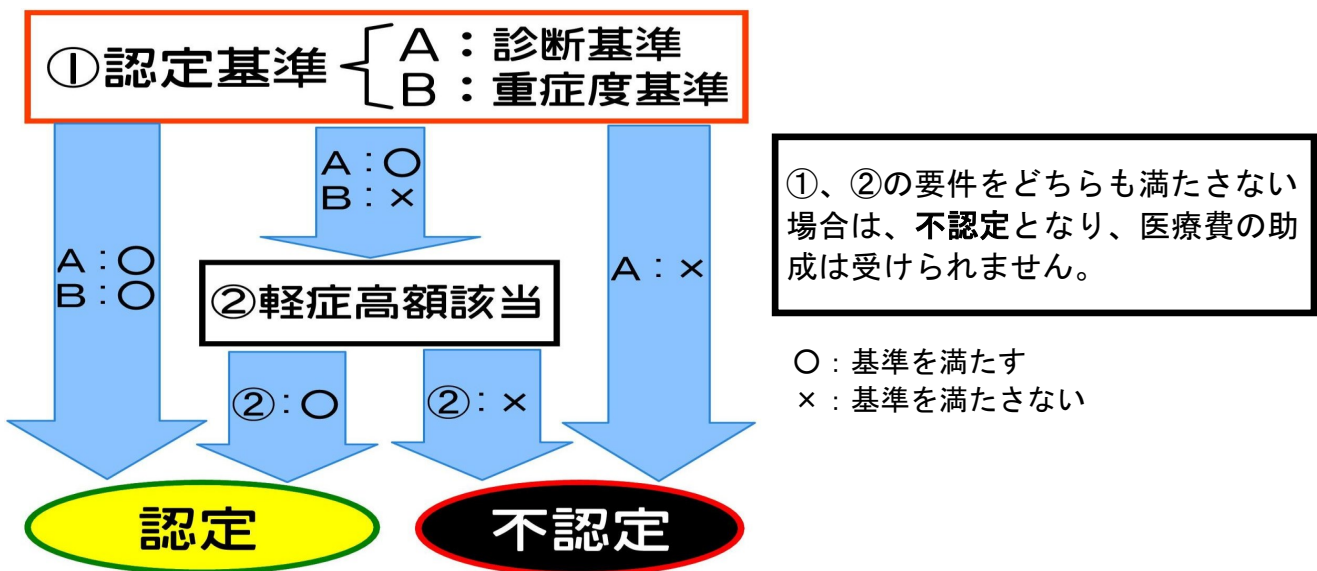 ①認定基準
A：診断基準
B：重症度基準
A：○
B：○
A：○
B：×
A：×
②軽症高額該当
②：○
②：×
認定
不認定
①、②の要件をどちらも満たさない
場合は、不認定となり、医療費の助
成は受けられません。
○：基準を満たす
×：基準を満たさない